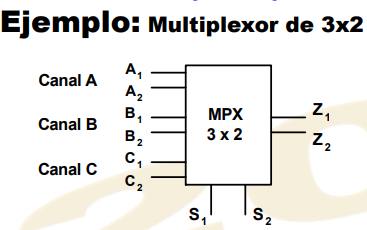 Ejemplo: Multiplexor de 3x2
Canal A
A1
A2
Canal B
B1
B2
Canal C
C1
C2
MPX
3 x 2
Z1
Z2
S1
S2